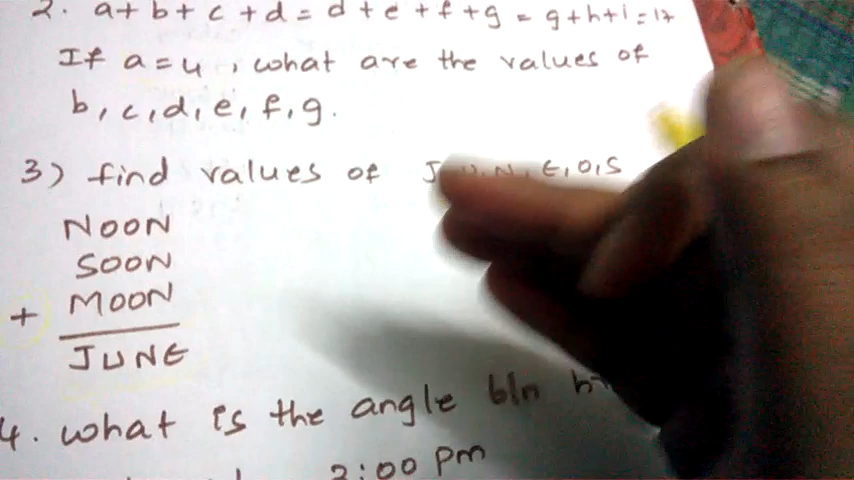 2. a+b+c+d = d+e+f+g = g+h+i = 17
If a=4, what are the values of
b, c, d, e, f, g.
3) find values of J U, N, E, O, S
NOON
SOON
+ MOON
JUNE
4. what is the angle b/n
2:00 pm